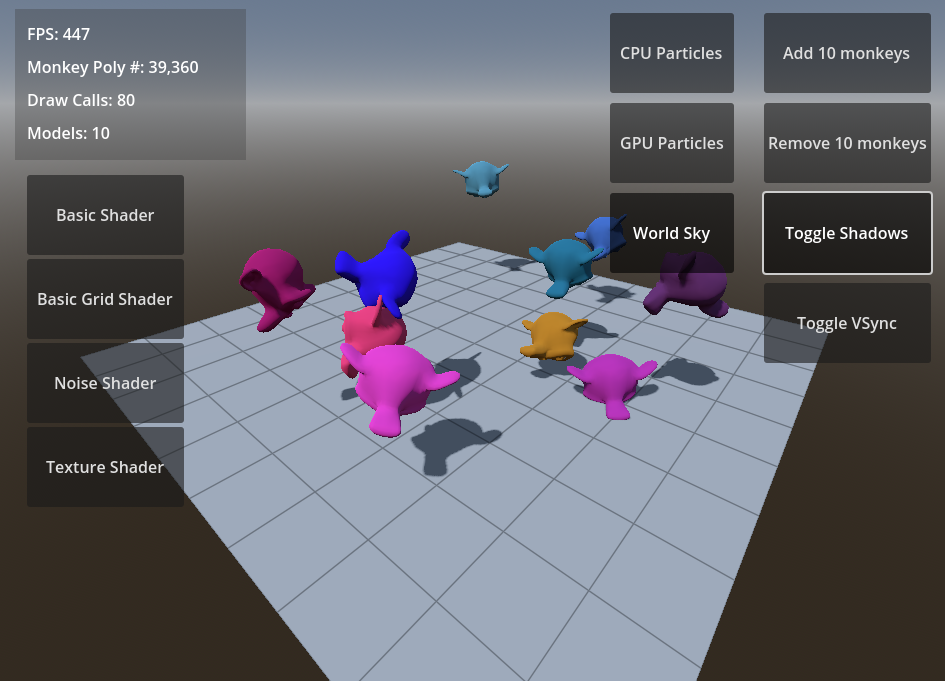 FPS: 447
Monkey Poly #: 39,360
Draw Calls: 80
Models: 10
Basic Shader
Basic Grid Shader
Noise Shader
Texture Shader
CPU Particles
GPU Particles
World Sky
Add 10 monkeys
Remove 10 monkeys
Toggle Shadows
Toggle VSync